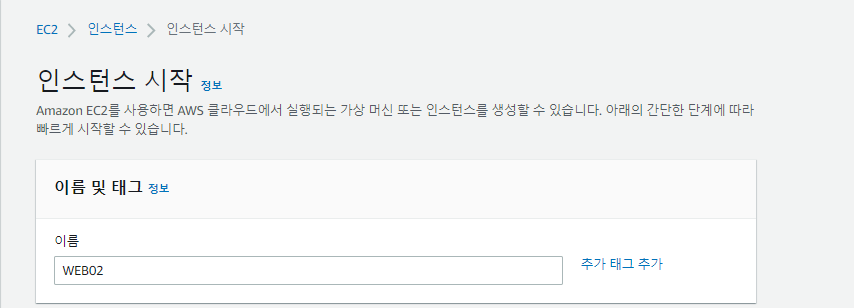 EC2 > 인스턴스 > 인스턴스 시작
인스턴스 시작 정보
Amazon EC2를 사용하면 AWS 클라우드에서 실행되는 가상 머신 또는 인스턴스를 생성할 수 있습니다. 아래의 간단한 단계에 따라
빠르게 시작할 수 있습니다.
이름 및 태그 정보
이름
WEB02 추가 태그 추가